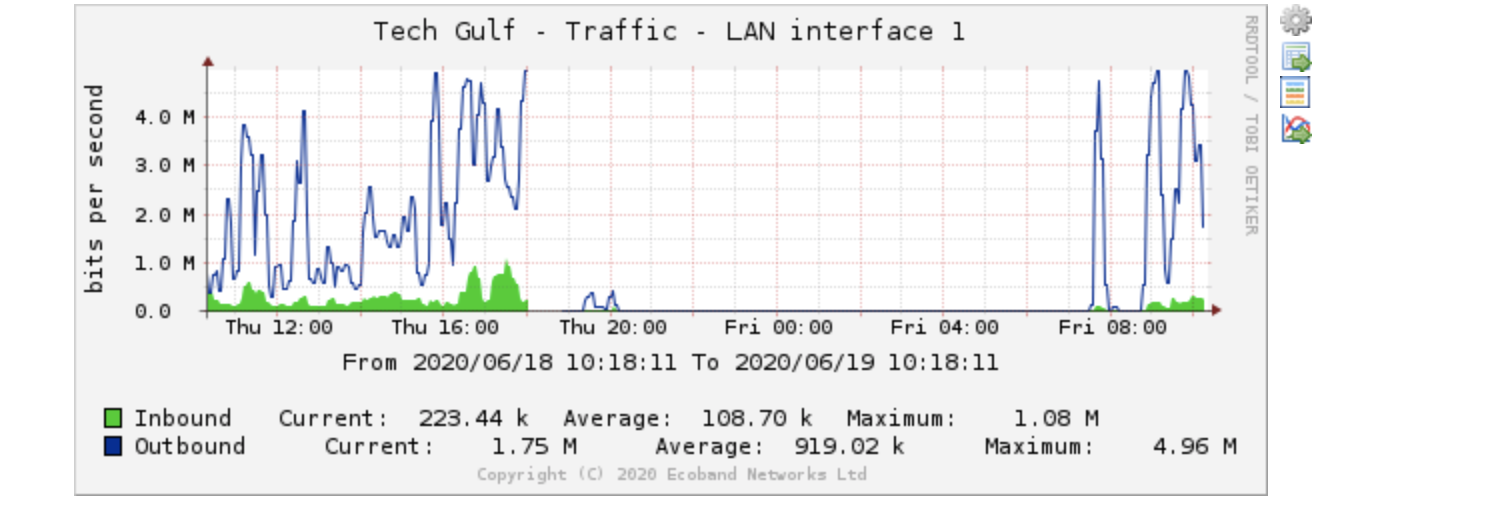 Tech Gulf - Traffic - LAN interface 1
RRDTOOL / TOBI OETIKER
bits per second
4.0 M
3.0 M
2.0 M
1.0 M
0.0
Thu 12:00 Thu 16:00 Thu 20:00 Fri 00:00 Fri 04:00 Fri 08:00
From 2020/06/18 10:18:11 To 2020/06/19 10:18:11
Inbound Current: 223.44 k Average: 108.70 k Maximum: 1.08 M
Outbound Current: 1.75 M Average: 919.02 k Maximum: 4.96 M
Copyright (C) 2020 Ecoband Networks Ltd